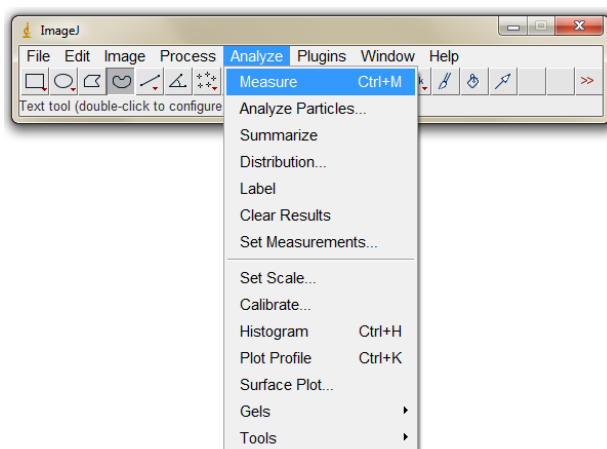 ImageJ
File Edit Image Process Analyze Plugins Window Help
>>
Text tool (double-click to configure
Measure Ctrl+M
Analyze Particles...
Summarize
Distribution...
Label
Clear Results
Set Measurements...
Set Scale...
Calibrate...
Histogram Ctrl+H
Plot Profile Ctrl+K
Surface Plot...
Gels
Tools